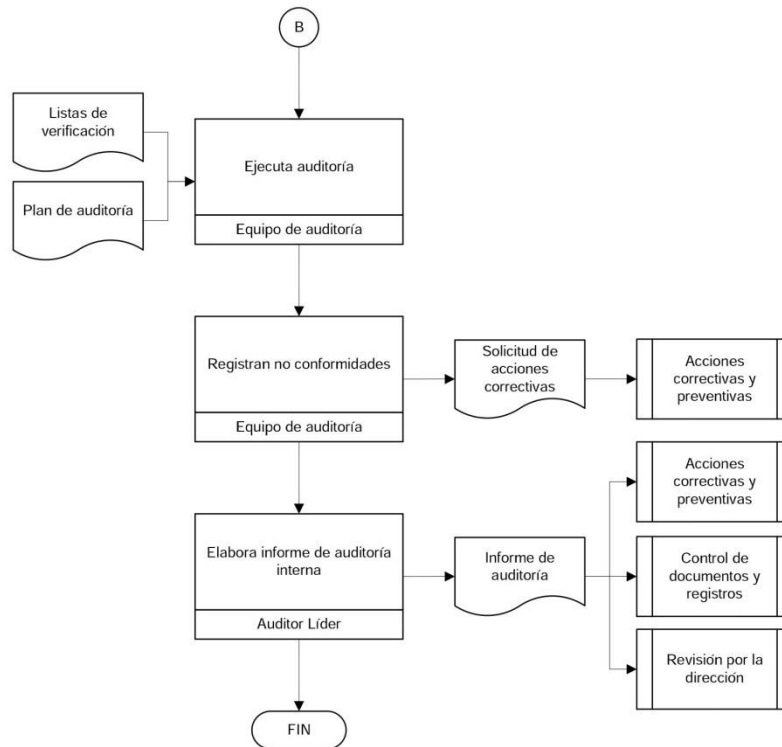 B
Listas de
verificación
Plan de auditoría
Ejecuta auditoría
Equipo de auditoría
Registran no conformidades
Equipo de auditoría
Solicitud de
acciones
correctivas
Acciones
correctivas y
preventivas
Elabora informe de auditoría
interna
Auditor Líder
Informe de
auditoría
Acciones
correctivas y
preventivas
Control de
documentos y
registros
Revisión por la
dirección
FIN